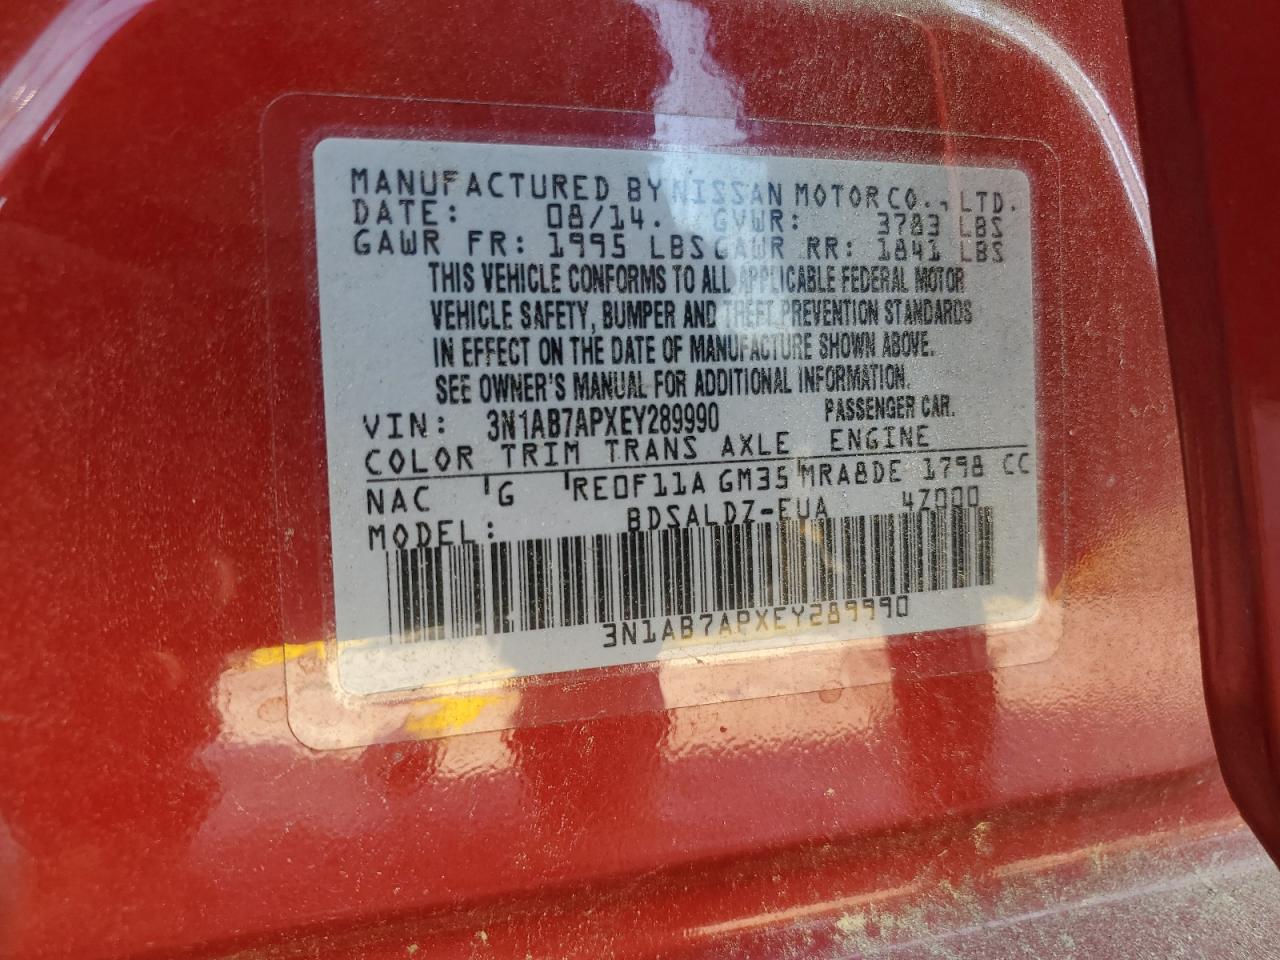 MANUFACTURED BY NISSAN MOTOR CO., LTD.
DATE: 08/14. GVWR: 3783 LBS
GAWR FR: 1995 LBS GAWR RR: 1841 LBS
THIS VEHICLE CONFORMS TO ALL APPLICABLE FEDERAL MOTOR
VEHICLE SAFETY, BUMPER AND THEFT PREVENTION STANDARDS
IN EFFECT ON THE DATE OF MANUFACTURE SHOWN ABOVE.
SEE OWNER'S MANUAL FOR ADDITIONAL INFORMATION.
VIN: 3N1AB7APXEY289990 PASSENGER CAR.
COLOR TRIM TRANS AXLE ENGINE
NAC G RE0F11A GM35 MRA8DE 1798 CC
MODEL: BDSALDZ-EUA 4Z000
3N1AB7APXEY289990